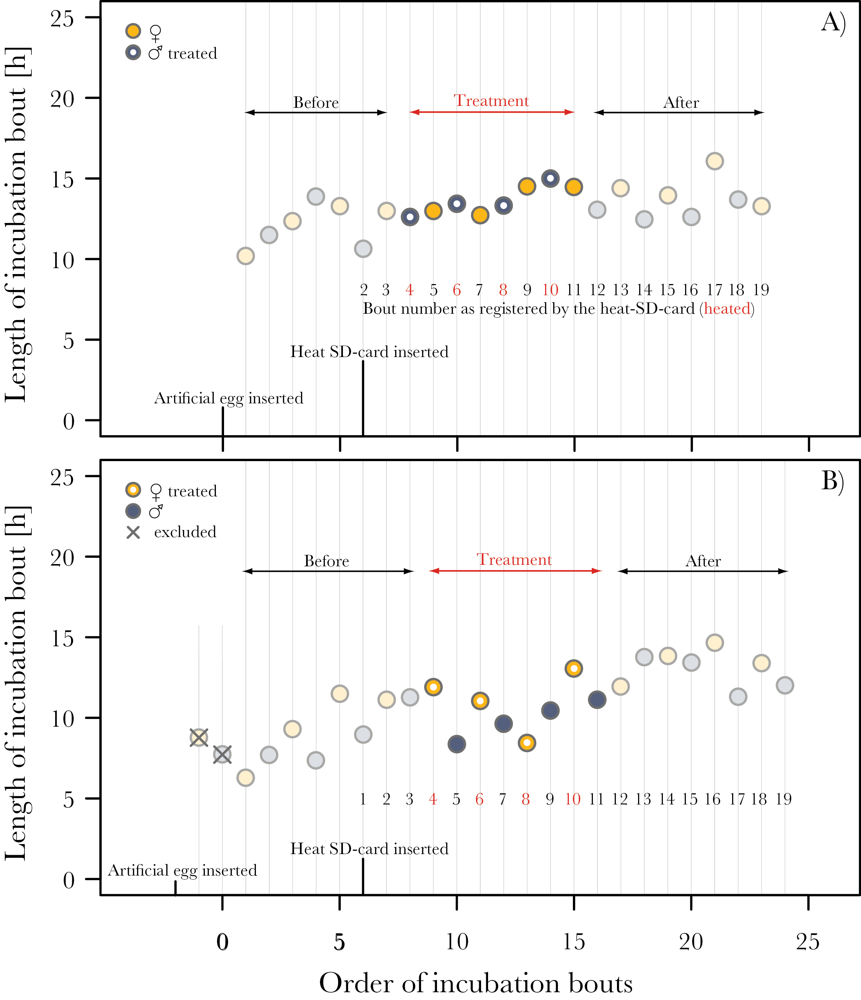 A)
Length of incubation bout [h]
25
20
15
10
5
0
♀
♂ treated
Before
Treatment
After
2 3 4 5 6 7 8 9 10 11 12 13 14 15 16 17 18 19
Bout number as registered by the heat-SD-card (heated)
Heat SD-card inserted
Artificial egg inserted
B)
Length of incubation bout [h]
25
20
15
10
5
0
♀ treated
♂
excluded
Before
Treatment
After
1 2 3 4 5 6 7 8 9 10 11 12 13 14 15 16 17 18 19
Heat SD-card inserted
Artificial egg inserted
0 5 10 15 20 25
Order of incubation bouts